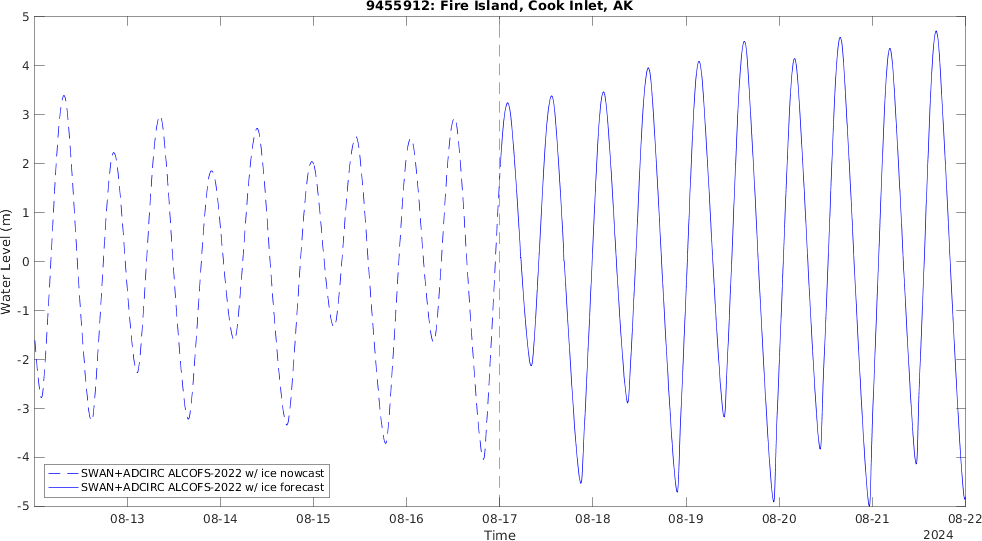 9455912: Fire Island, Cook Inlet, AK
Water Level (m)
5
4
3
2
1
0
-1
-2
-3
-4
-5
SWAN+ADCIRC ALCOFS-2022 w/ ice nowcast
SWAN+ADCIRC ALCOFS-2022 w/ ice forecast
08-13 08-14 08-15 08-16 08-17 08-18 08-19 08-20 08-21 08-22
Time
2024